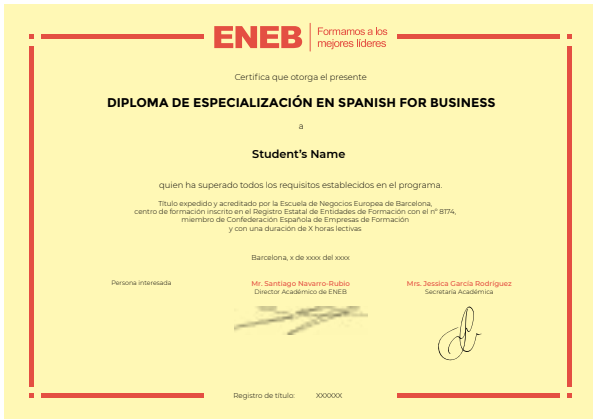 ENEB
Formamos a los
mejores líderes
Certifica que otorga el presente
DIPLOMA DE ESPECIALIZACIÓN EN SPANISH FOR BUSINESS
a
Student's Name
quien ha superado todos los requisitos establecidos en el programa.
Título expedido y acreditado por la Escuela de Negocios Europea de Barcelona,
centro de formación inscrito en el Registro Estatal de Entidades de Formación con el nº 8174,
miembro de Confederación Española de Empresas de Formación
y con una duración de X horas lectivas
Barcelona, x de xxxx del xxxx
Persona interesada
Mr. Santiago Navarro-Rubio
Director Académico de ENEB
Mrs. Jessica García Rodríguez
Secretaría Académica
Registro de título: XXXXXX